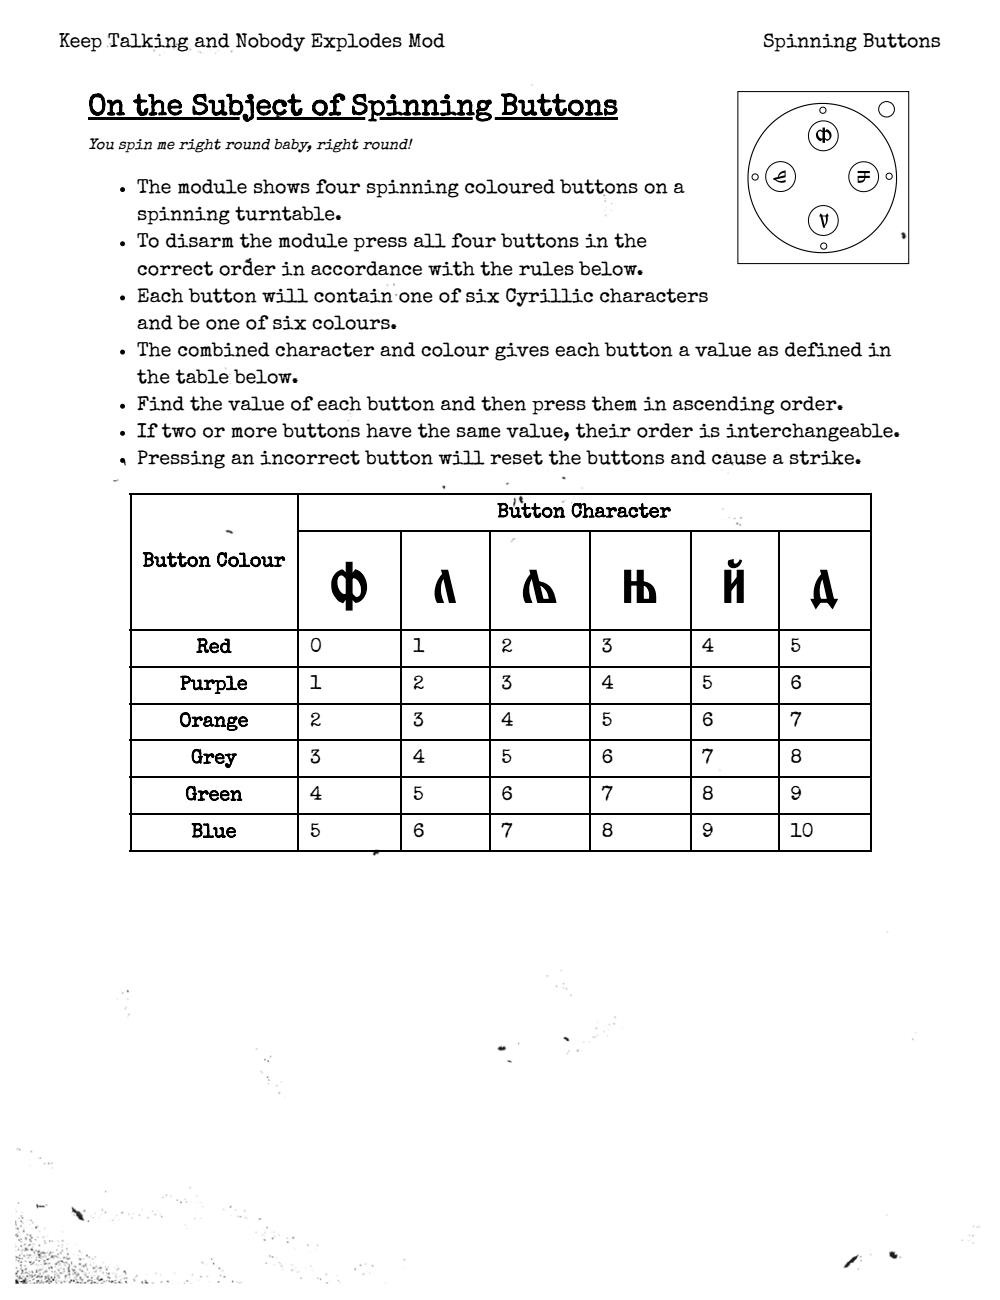 Keep Talking and Nobody Explodes Mod Spinning Buttons
On the Subject of Spinning Buttons
You spin me right round baby, right round!
• The module shows four spinning coloured buttons on a
spinning turntable.
• To disarm the module press all four buttons in the
correct order in accordance with the rules below.
• Each button will contain one of six Cyrillic characters
and be one of six colours.
• The combined character and colour gives each button a value as defined in
the table below.
• Find the value of each button and then press them in ascending order.
• If two or more buttons have the same value, their order is interchangeable.
• Pressing an incorrect button will reset the buttons and cause a strike.
Button Colour Button Character
Ф Л Љ Њ Й Д
Red 0 1 2 3 4 5
Purple 1 2 3 4 5 6
Orange 2 3 4 5 6 7
Grey 3 4 5 6 7 8
Green 4 5 6 7 8 9
Blue 5 6 7 8 9 10